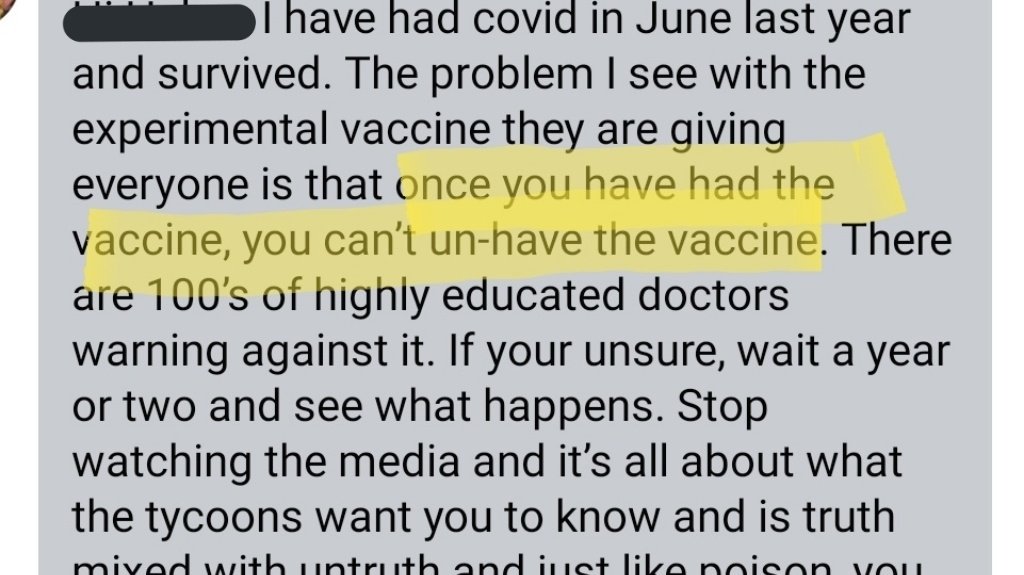 I have had covid in June last year
and survived. The problem I see with the
experimental vaccine they are giving
everyone is that once you have had the
vaccine, you can’t un-have the vaccine. There
are 100’s of highly educated doctors
warning against it. If your unsure, wait a year
or two and see what happens. Stop
watching the media and it’s all about what
the tycoons want you to know and is truth
mixed with untruth and just like poison, you